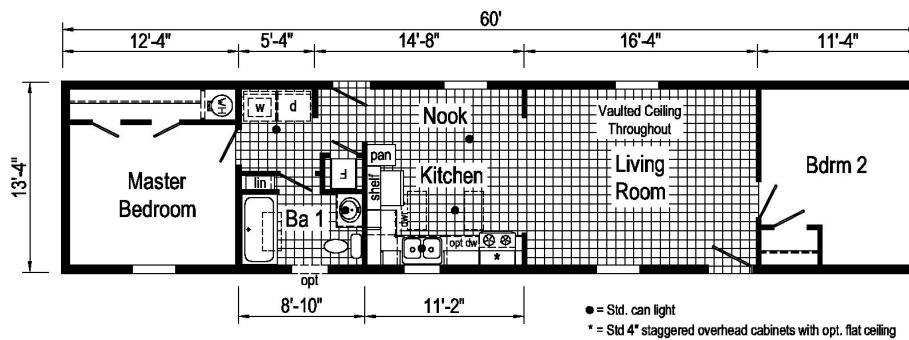 60'
12'-4"
5'-4"
14'-8"
16'-4"
11'-4"
13'-4"
WH
w
d
Nook
Vaulted Ceiling
Throughout
pan
F
Master
Bedroom
lin
shelf
Kitchen
Living
Room
Bdrm 2
Ba 1
dw
opt dw
*
opt
8'-10"
11'-2"
● = Std. can light
* = Std 4" staggered overhead cabinets with opt. flat ceiling